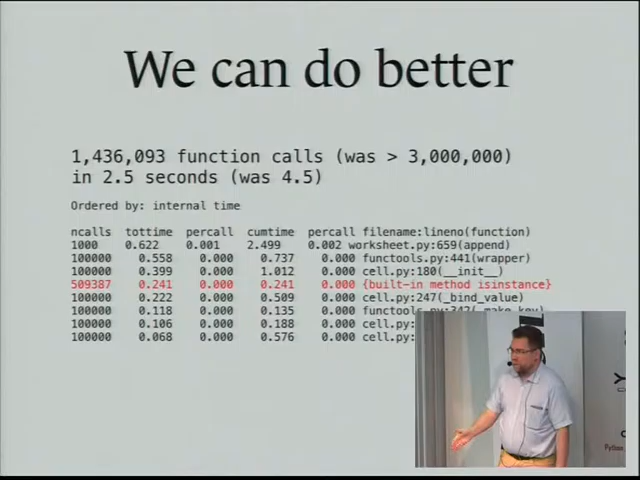 We can do better
1,436,093 function calls (was > 3,000,000)
in 2.5 seconds (was 4.5)
Ordered by: internal time
ncalls tottime percall cumtime percall filename:lineno(function)
1000 0.622 0.001 2.499 0.002 worksheet.py:659(append)
100000 0.558 0.000 0.737 0.000 functools.py:441(wrapper)
100000 0.399 0.000 1.012 0.000 cell.py:180(__init__)
509387 0.241 0.000 0.241 0.000 {built-in method isinstance}
100000 0.222 0.000 0.509 0.000 cell.py:247(_bind_value)
100000 0.118 0.000 0.135 0.000 functools.py:342(_make_key)
100000 0.106 0.000 0.188 0.000 cell.py:
100000 0.068 0.000 0.576 0.000 cell.py:
Python